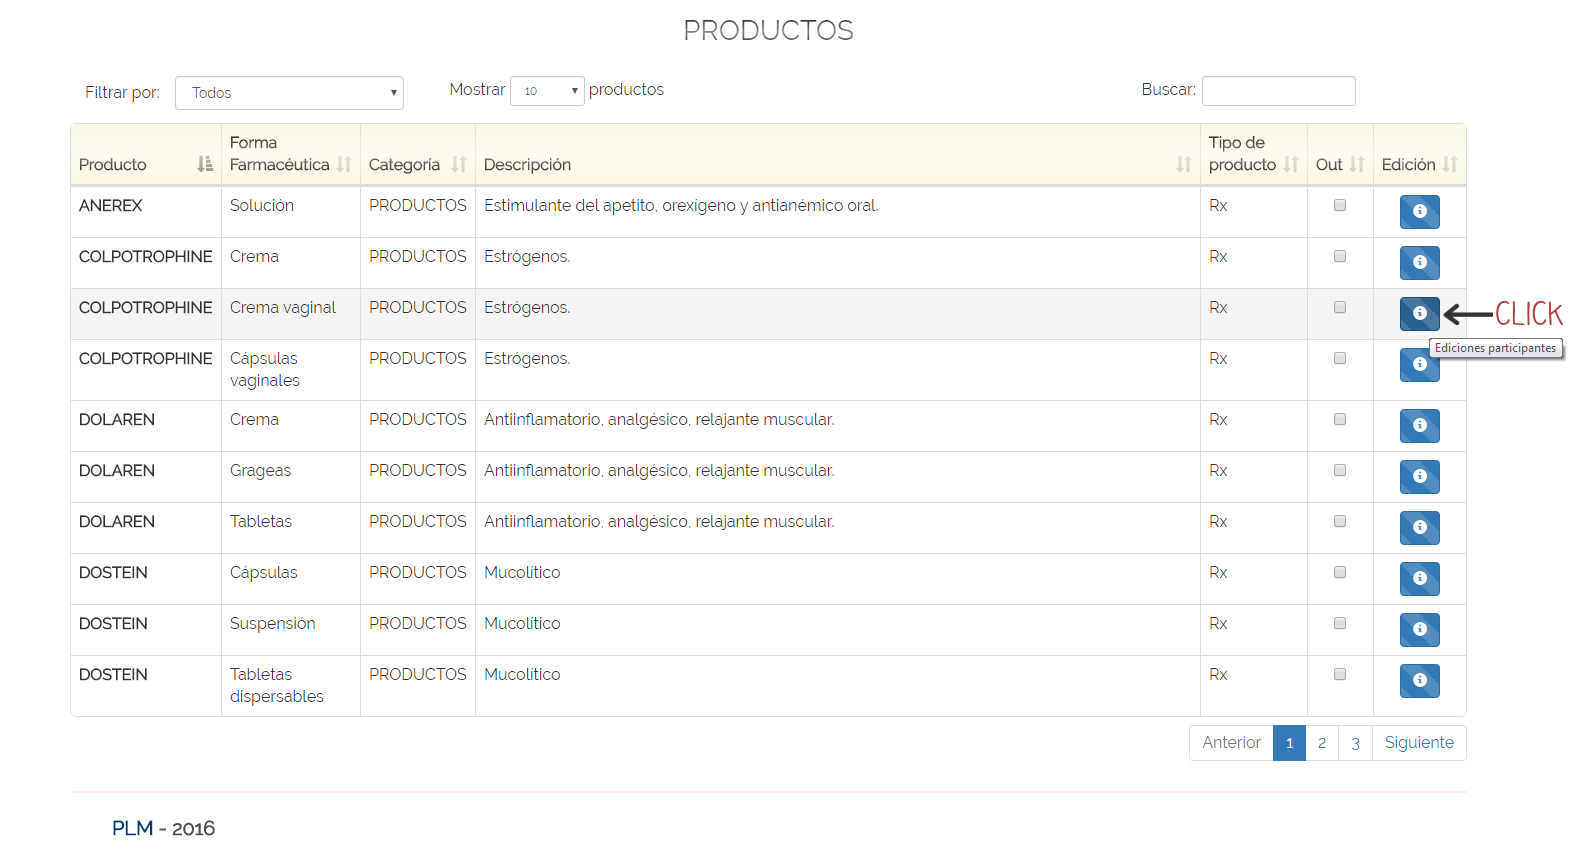 PRODUCTOS
Filtrar por: Todos Mostrar 10 productos Buscar:
Producto Forma Farmacéutica Categoría Descripción Tipo de producto Out Edición
ANEREX Solución PRODUCTOS Estimulante del apetito, orexígeno y antianémico oral. Rx
COLPOTROPHINE Crema PRODUCTOS Estrógenos. Rx
COLPOTROPHINE Crema vaginal PRODUCTOS Estrógenos. Rx CLICK
Ediciones participantes
COLPOTROPHINE Cápsulas vaginales PRODUCTOS Estrógenos. Rx
DOLAREN Crema PRODUCTOS Antiinflamatorio, analgésico, relajante muscular. Rx
DOLAREN Grageas PRODUCTOS Antiinflamatorio, analgésico, relajante muscular. Rx
DOLAREN Tabletas PRODUCTOS Antiinflamatorio, analgésico, relajante muscular. Rx
DOSTEIN Cápsulas PRODUCTOS Mucolítico Rx
DOSTEIN Suspensión PRODUCTOS Mucolítico Rx
DOSTEIN Tabletas dispersables PRODUCTOS Mucolítico Rx
Anterior 1 2 3 Siguiente
PLM - 2016